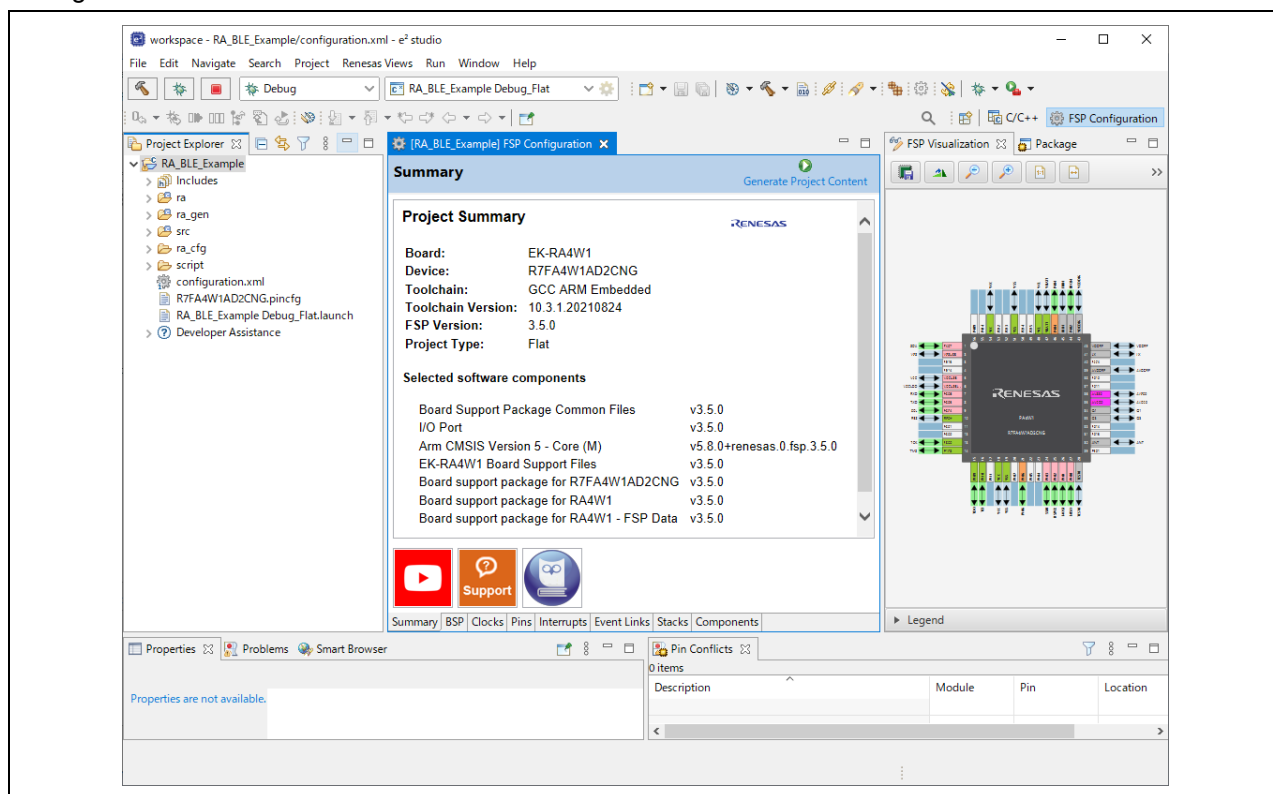 workspace - RA_BLE_Example/configuration.xml - e² studio
File Edit Navigate Search Project Renesas Views Run Window Help
Debug
RA_BLE_Example Debug_Flat
C/C++
FSP Configuration
Project Explorer
[RA_BLE_Example] FSP Configuration
FSP Visualization
Package
RA_BLE_Example
Includes
ra
ra_gen
src
ra_cfg
script
configuration.xml
R7FA4W1AD2CNG.pincfg
RA_BLE_Example Debug_Flat.launch
Developer Assistance
Summary
Generate Project Content
Project Summary
RENESAS
Board: EK-RA4W1
Device: R7FA4W1AD2CNG
Toolchain: GCC ARM Embedded
Toolchain Version: 10.3.1.20210824
FSP Version: 3.5.0
Project Type: Flat
Selected software components
Board Support Package Common Files v3.5.0
I/O Port v3.5.0
Arm CMSIS Version 5 - Core (M) v5.8.0+renesas.0.fsp.3.5.0
EK-RA4W1 Board Support Files v3.5.0
Board support package for R7FA4W1AD2CNG v3.5.0
Board support package for RA4W1 v3.5.0
Board support package for RA4W1 - FSP Data v3.5.0
Support
Summary BSP Clocks Pins Interrupts Event Links Stacks Components
RENESAS
RA4W1
R7FA4W1AD2CNG
Legend
Properties Problems Smart Browser
Properties are not available.
Pin Conflicts
0 items
Description Module Pin Location